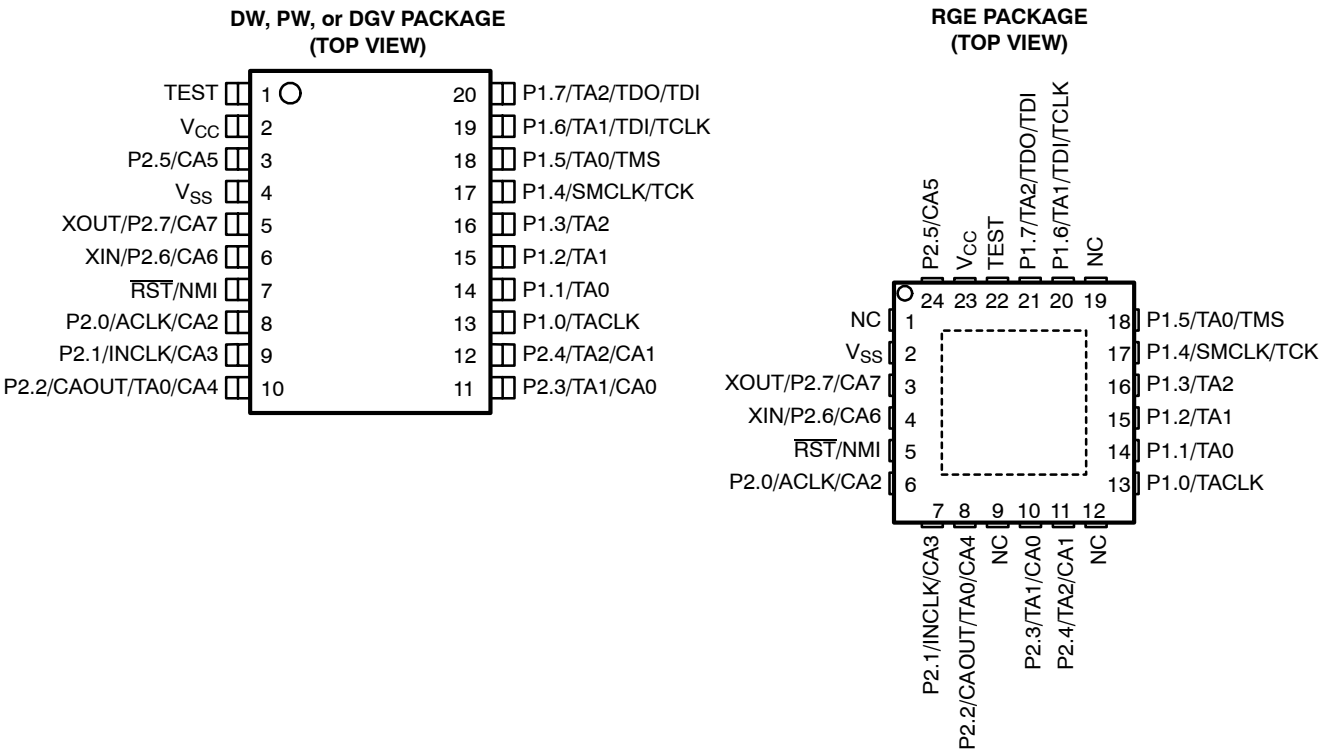 DW, PW, or DGV PACKAGE
(TOP VIEW)
TEST 1 20 P1.7/TA2/TDO/TDI
VCC 2 19 P1.6/TA1/TDI/TCLK
P2.5/CA5 3 18 P1.5/TA0/TMS
VSS 4 17 P1.4/SMCLK/TCK
XOUT/P2.7/CA7 5 16 P1.3/TA2
XIN/P2.6/CA6 6 15 P1.2/TA1
RST/NMI 7 14 P1.1/TA0
P2.0/ACLK/CA2 8 13 P1.0/TACLK
P2.1/INCLK/CA3 9 12 P2.4/TA2/CA1
P2.2/CAOUT/TA0/CA4 10 11 P2.3/TA1/CA0
RGE PACKAGE
(TOP VIEW)
P2.5/CA5
VCC
TEST
P1.7/TA2/TDO/TDI
P1.6/TA1/TDI/TCLK
NC
24 23 22 21 20 19
NC 1 18 P1.5/TA0/TMS
VSS 2 17 P1.4/SMCLK/TCK
XOUT/P2.7/CA7 3 16 P1.3/TA2
XIN/P2.6/CA6 4 15 P1.2/TA1
RST/NMI 5 14 P1.1/TA0
P2.0/ACLK/CA2 6 13 P1.0/TACLK
7 8 9 10 11 12
P2.1/INCLK/CA3
P2.2/CAOUT/TA0/CA4
NC
P2.3/TA1/CA0
P2.4/TA2/CA1
NC